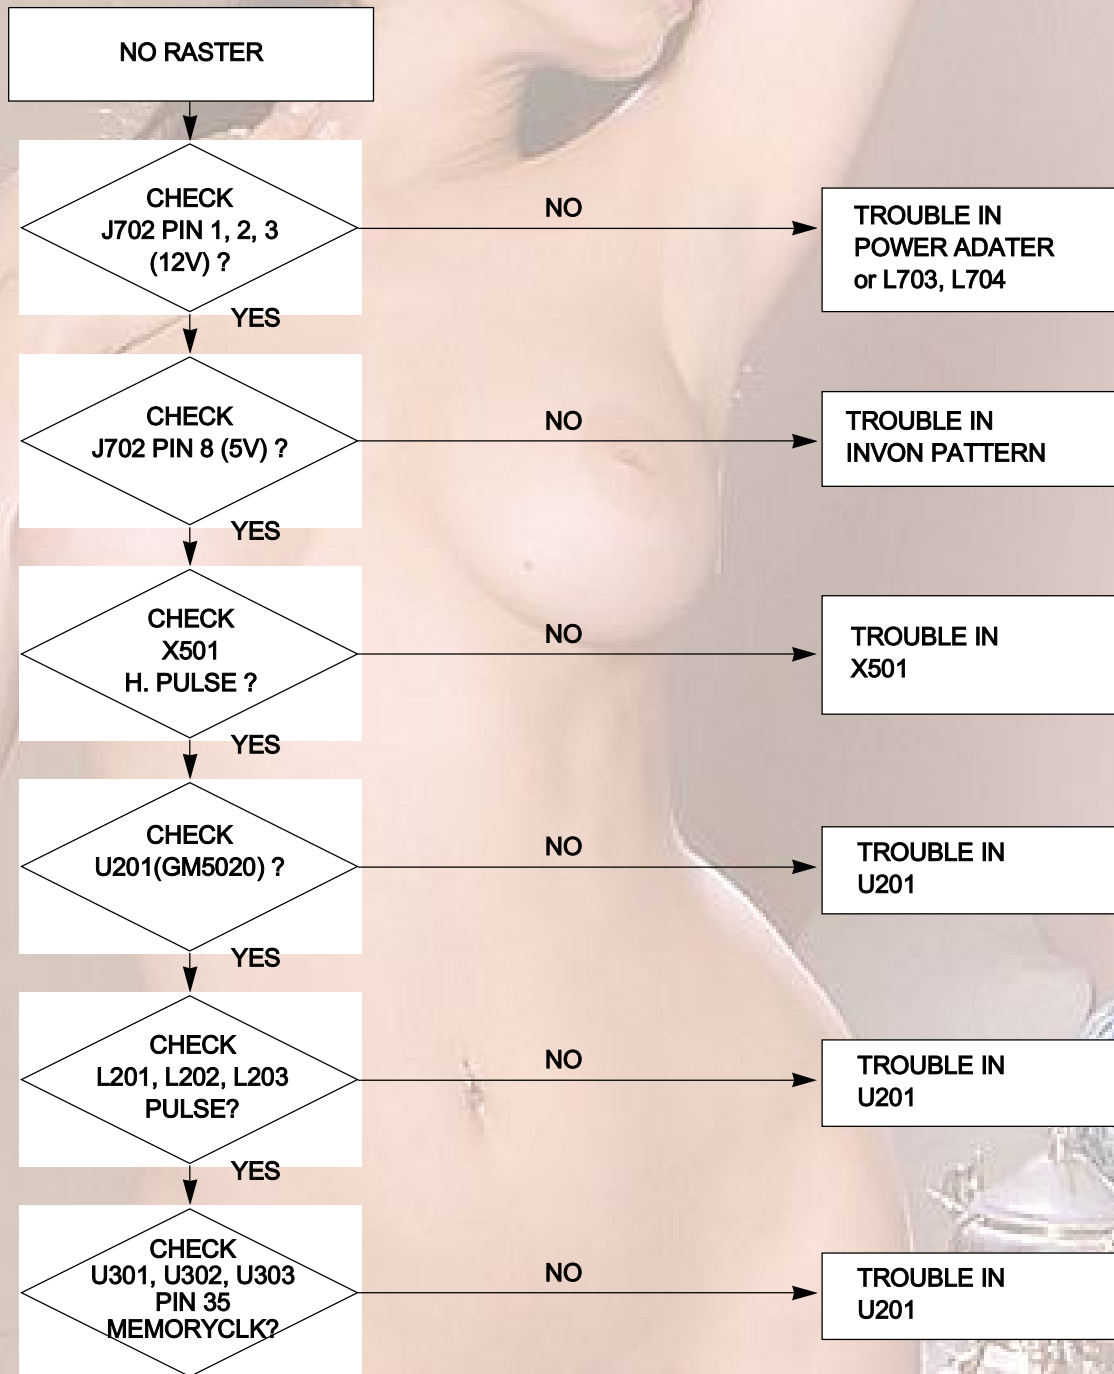 NO RASTER
CHECK
J702 PIN 1, 2, 3
(12V) ?
NO
TROUBLE IN
POWER ADATER
or L703, L704
YES
CHECK
J702 PIN 8 (5V) ?
NO
TROUBLE IN
INVON PATTERN
YES
CHECK
X501
H. PULSE ?
NO
TROUBLE IN
X501
YES
CHECK
U201(GM5020) ?
NO
TROUBLE IN
U201
YES
CHECK
L201, L202, L203
PULSE?
NO
TROUBLE IN
U201
YES
CHECK
U301, U302, U303
PIN 35
MEMORYCLK?
NO
TROUBLE IN
U201